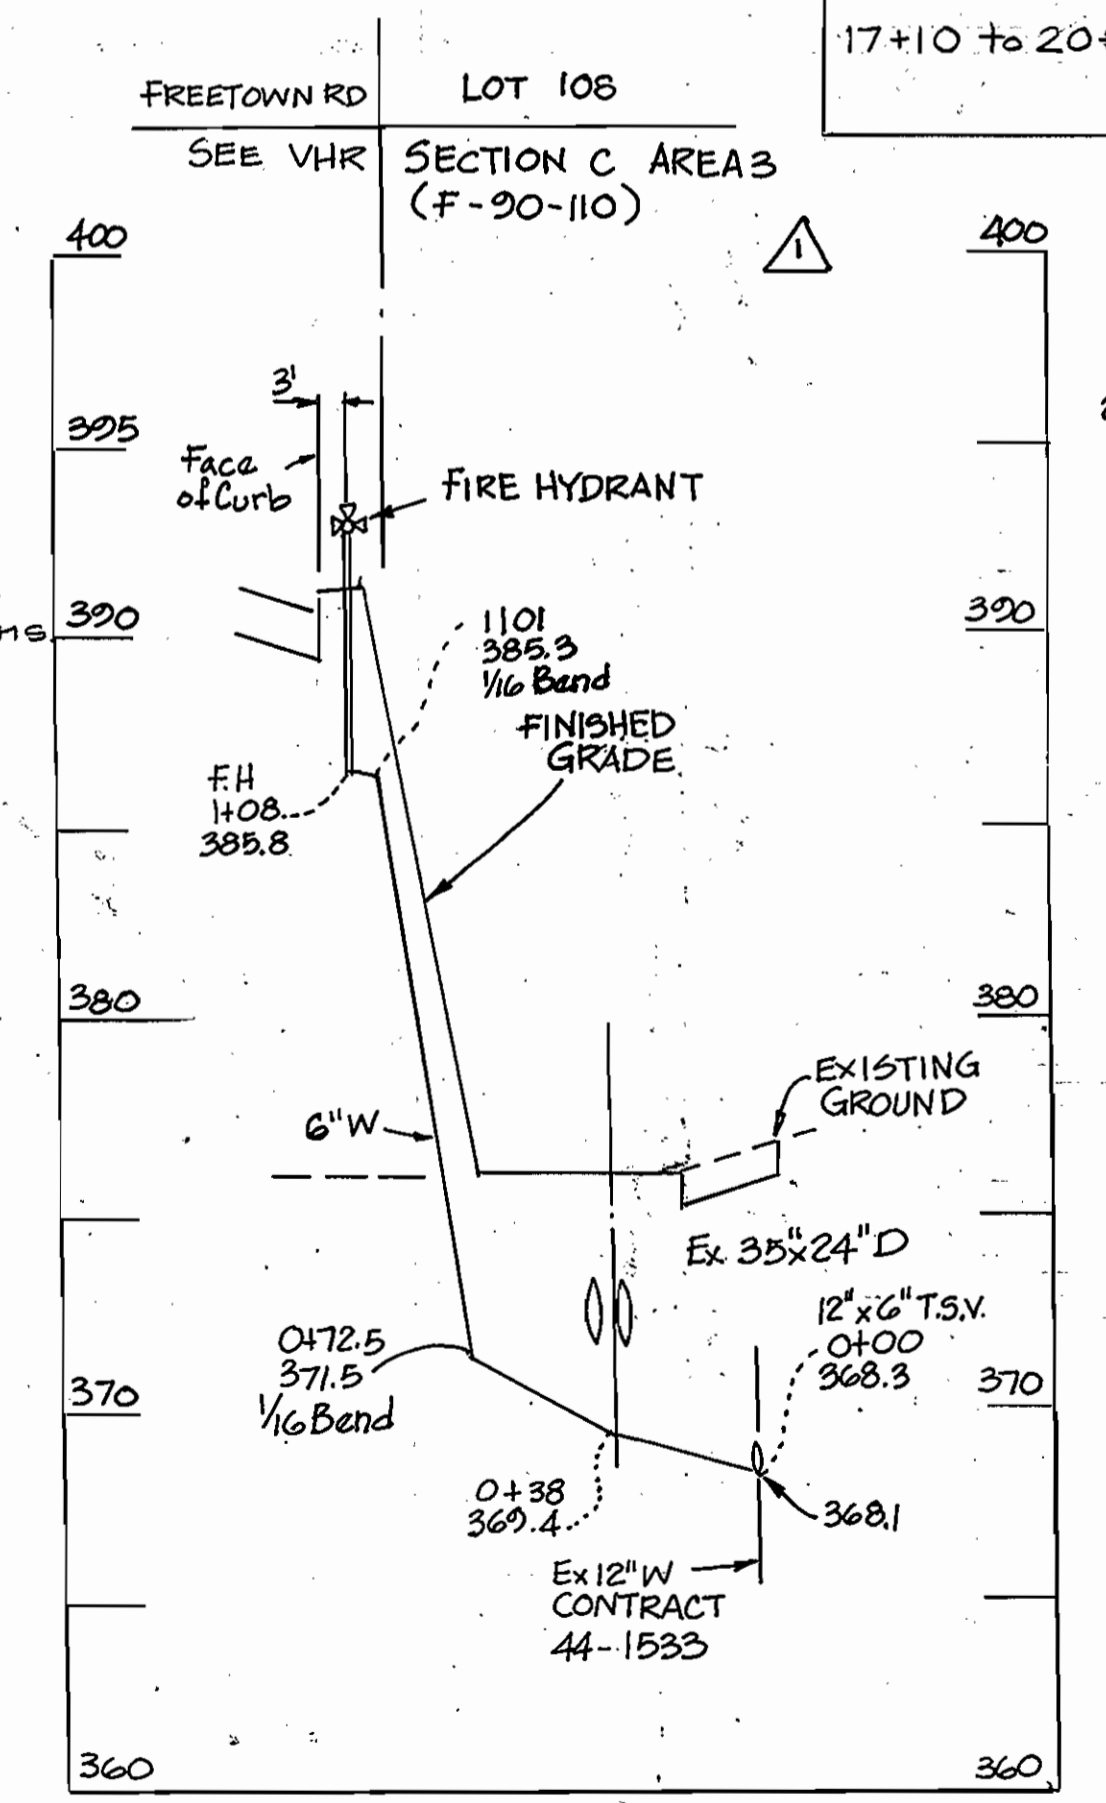 17+10 to 20+
FREETOWN RD
LOT 108
SEE VHR
SECTION C AREA 3
(F-90-110)
400
400
1
3'
395
Face
of Curb
FIRE HYDRANT
390
390
1101
385.3
1/16 Bend
FINISHED
GRADE
F.H
1+08
385.8
380
380
EXISTING
GROUND
6"W
Ex. 35"x24"D
12"x6" T.S.V.
0+00
368.3
0+72.5
371.5
1/16 Bend
370
370
0+38
369.4
368.1
Ex 12"W
CONTRACT
44-1533
360
360